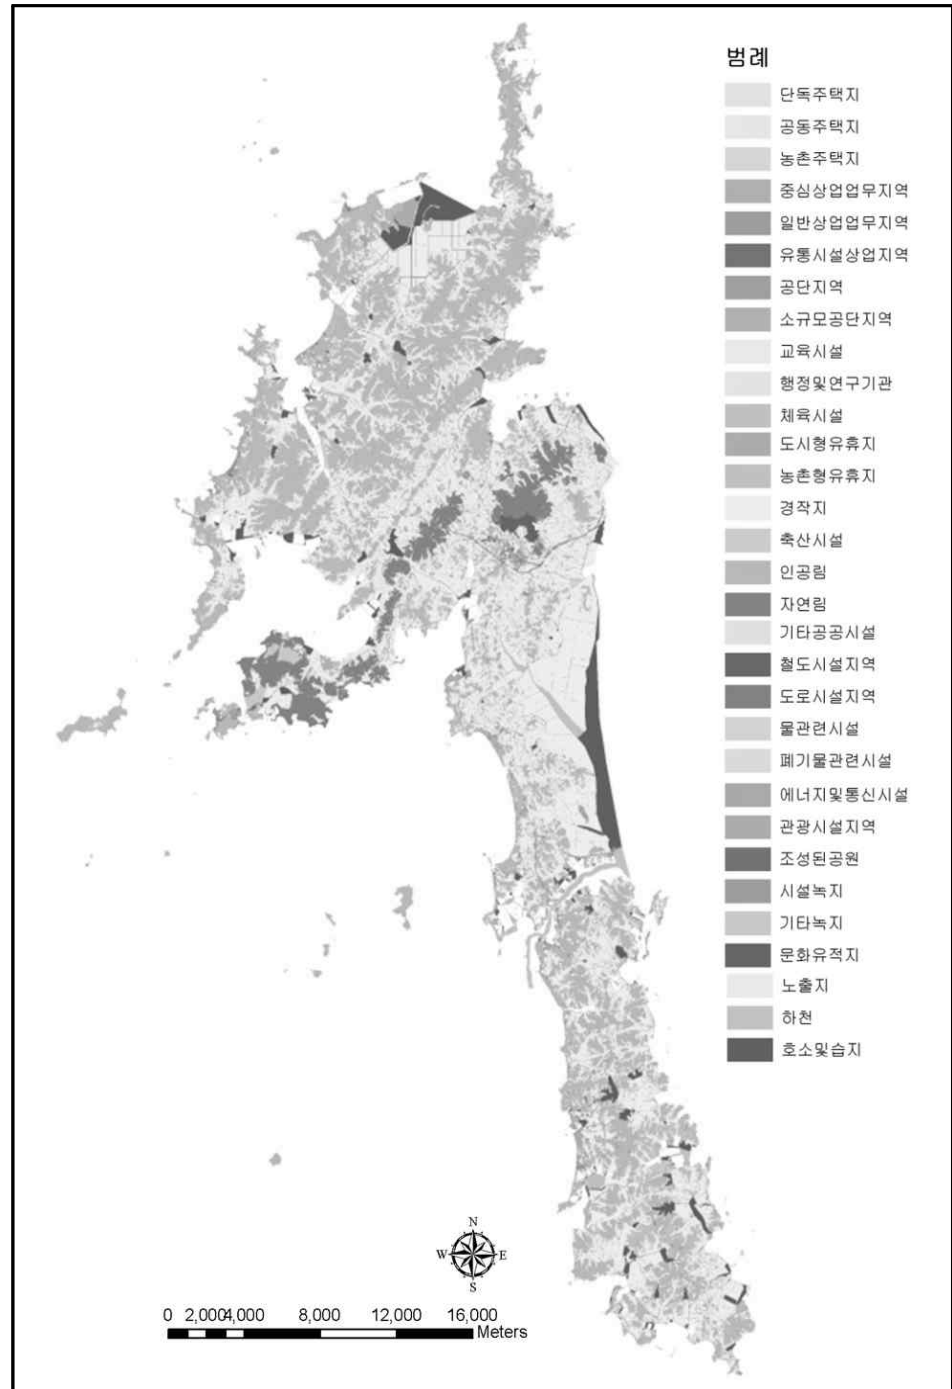 범례
단독주택지
공동주택지
농촌주택지
중심상업업무지역
일반상업업무지역
유통시설상업지역
공단지역
소규모공단지역
교육시설
행정및연구기관
체육시설
도시형유휴지
농촌형유휴지
경작지
축산시설
인공림
자연림
기타공공시설
철도시설지역
도로시설지역
물관련시설
폐기물관련시설
에너지및통신시설
관광시설지역
조성된공원
시설녹지
기타녹지
문화유적지
노출지
하천
호소및습지
N
W E
S
0 2,0004,000 8,000 12,000 16,000
Meters